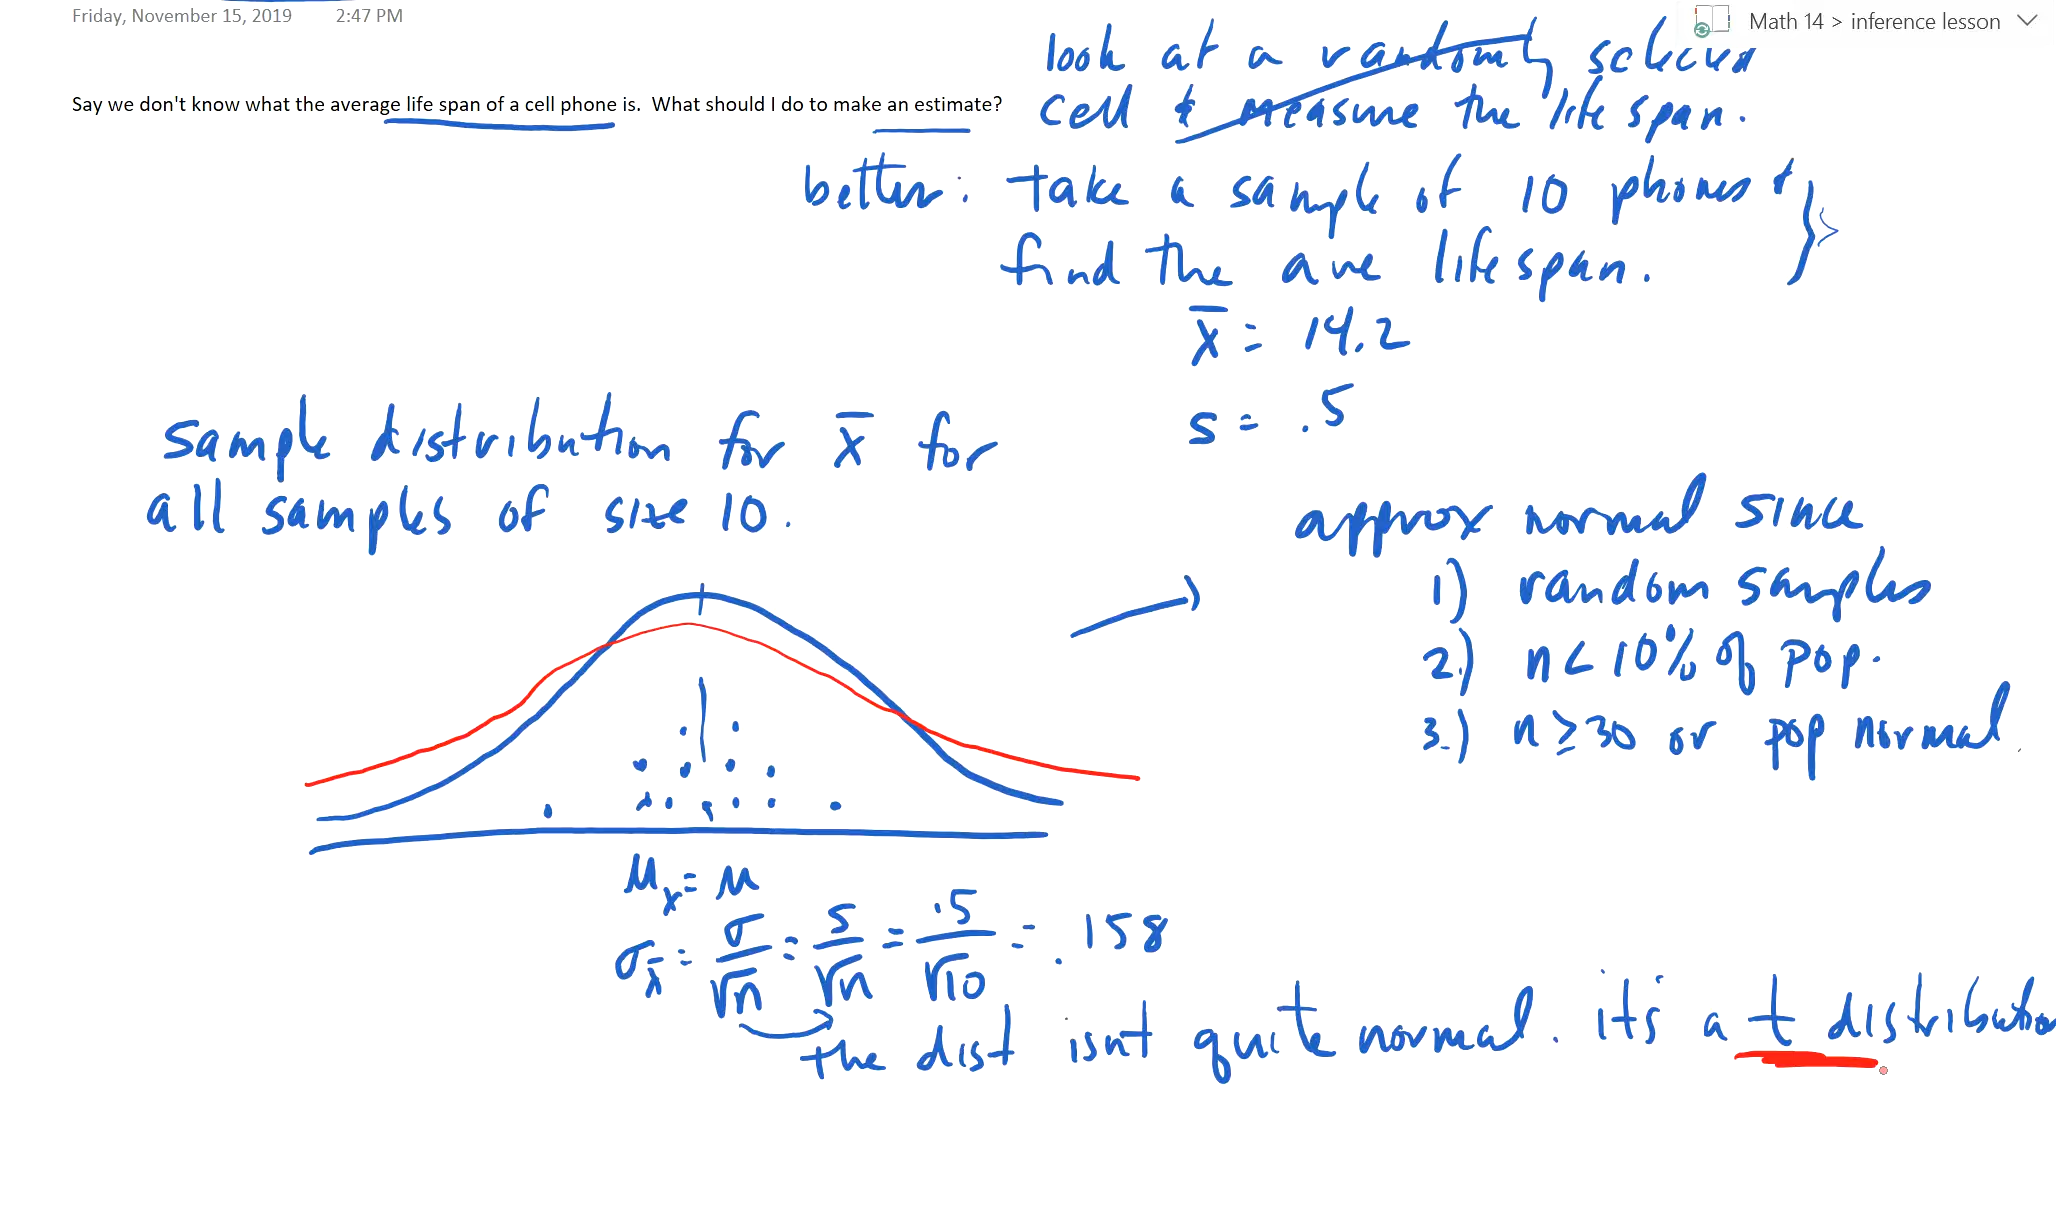 Friday, November 15, 2019 2:47 PM
Math 14 > inference lesson
look at a randomly selected
Say we don't know what the average life span of a cell phone is. What should I do to make an estimate?
cell & measure the life span.
better: take a sample of 10 phones &
find the ave lifespan.
x̅ = 14.2
s = .5
sample distribution for x̅ for
all samples of size 10.
approx normal since
1) random samples
2.) n < 10% of pop.
3.) n ≥ 30 or pop normal.
μx̅ = μ
σx̅ = σ/√n = s/√n = .5/√10 = .158
the dist isnt quite normal. it's a t distribution